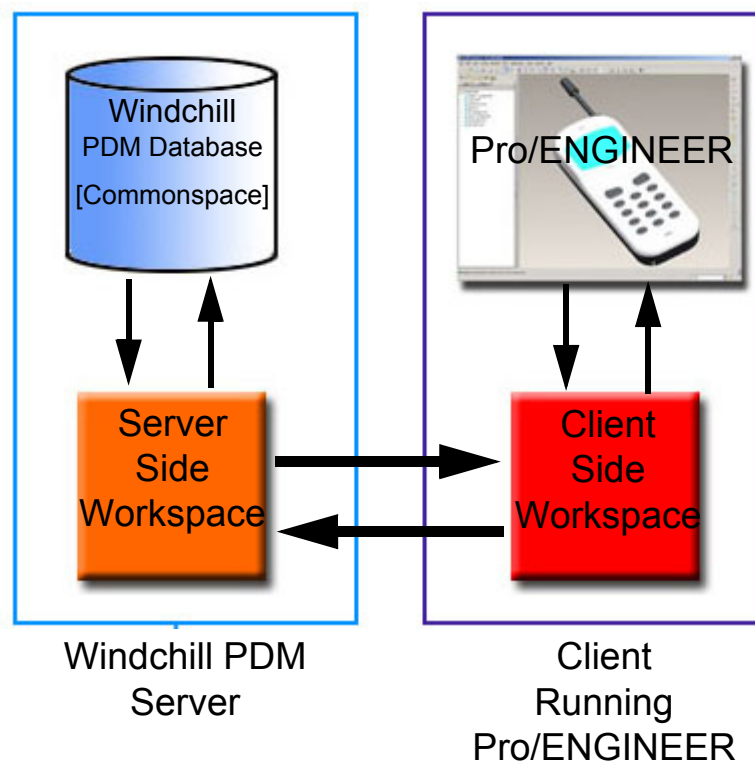 Windchill
PDM Database
[Commonspace]
Pro/ENGINEER
Server
Side
Workspace
Client
Side
Workspace
Windchill PDM
Server
Client
Running
Pro/ENGINEER